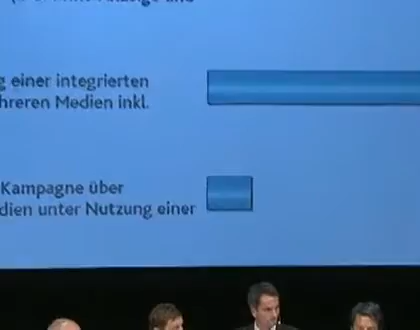 einer integrierten
hreren Medien inkl.
Kampagne über
dien unter Nutzung einer